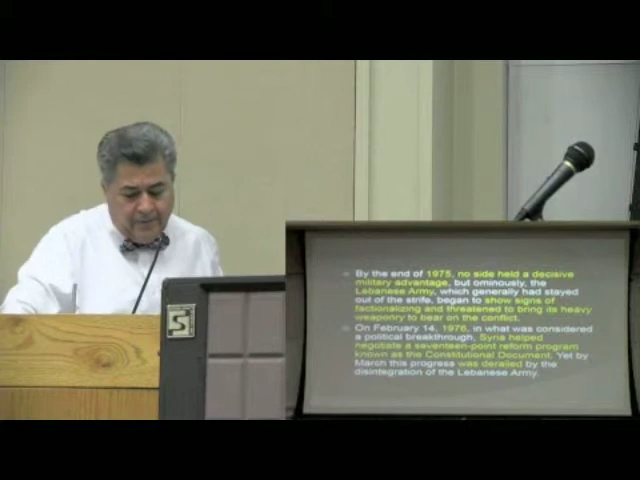 By the end of 1975, no side held a decisive
military advantage, but ominously, the
Lebanese Army, which generally had stayed
out of the strife, began to show signs of
factionalizing and threatened to bring its heavy
weaponry to bear on the conflict.
On February 14, 1976, in what was considered
a political breakthrough, Syria helped
negotiate a seventeen-point reform program
known as the Constitutional Document. Yet by
March this progress was derailed by the
disintegration of the Lebanese Army.
5